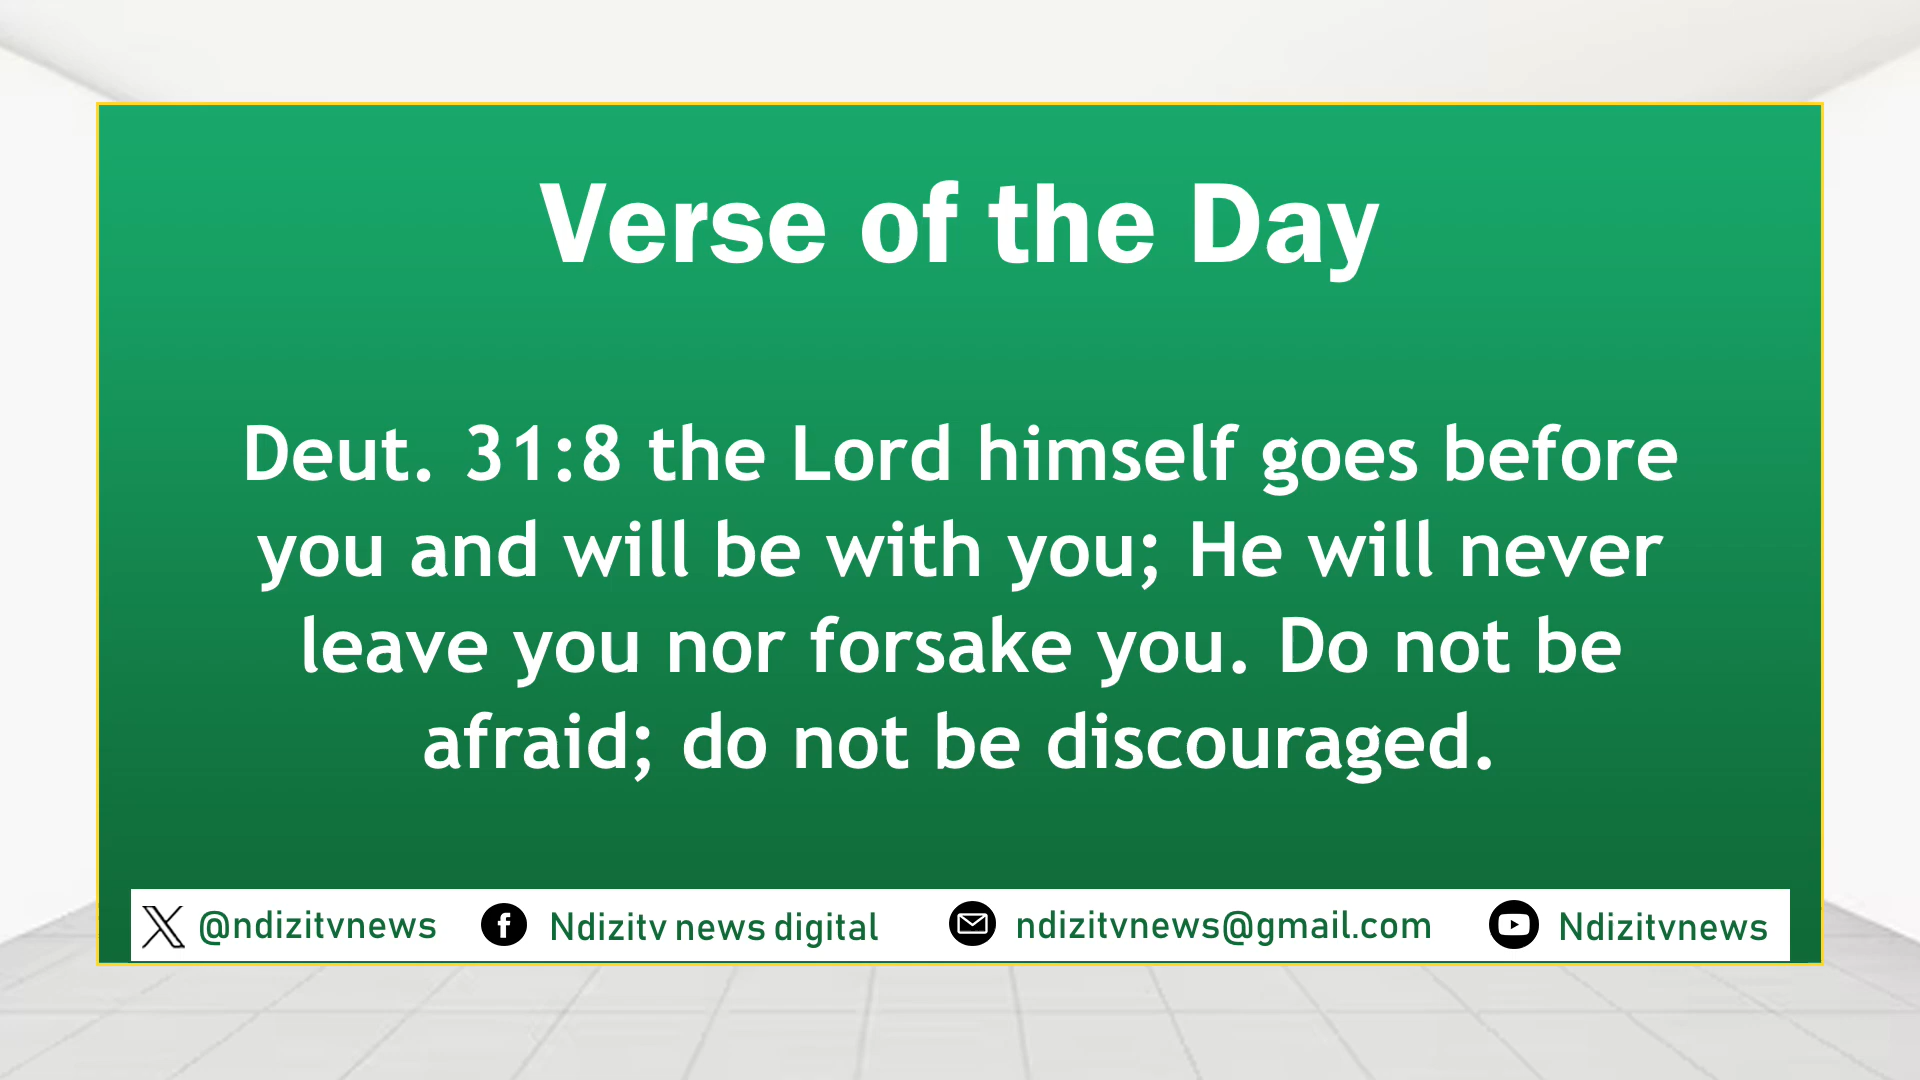 Verse of the Day
Deut. 31:8 the Lord himself goes before
you and will be with you; He will never
leave you nor forsake you. Do not be
afraid; do not be discouraged.
@ndizitvnews Ndizitv news digital ndizitvnews@gmail.com Ndizitvnews